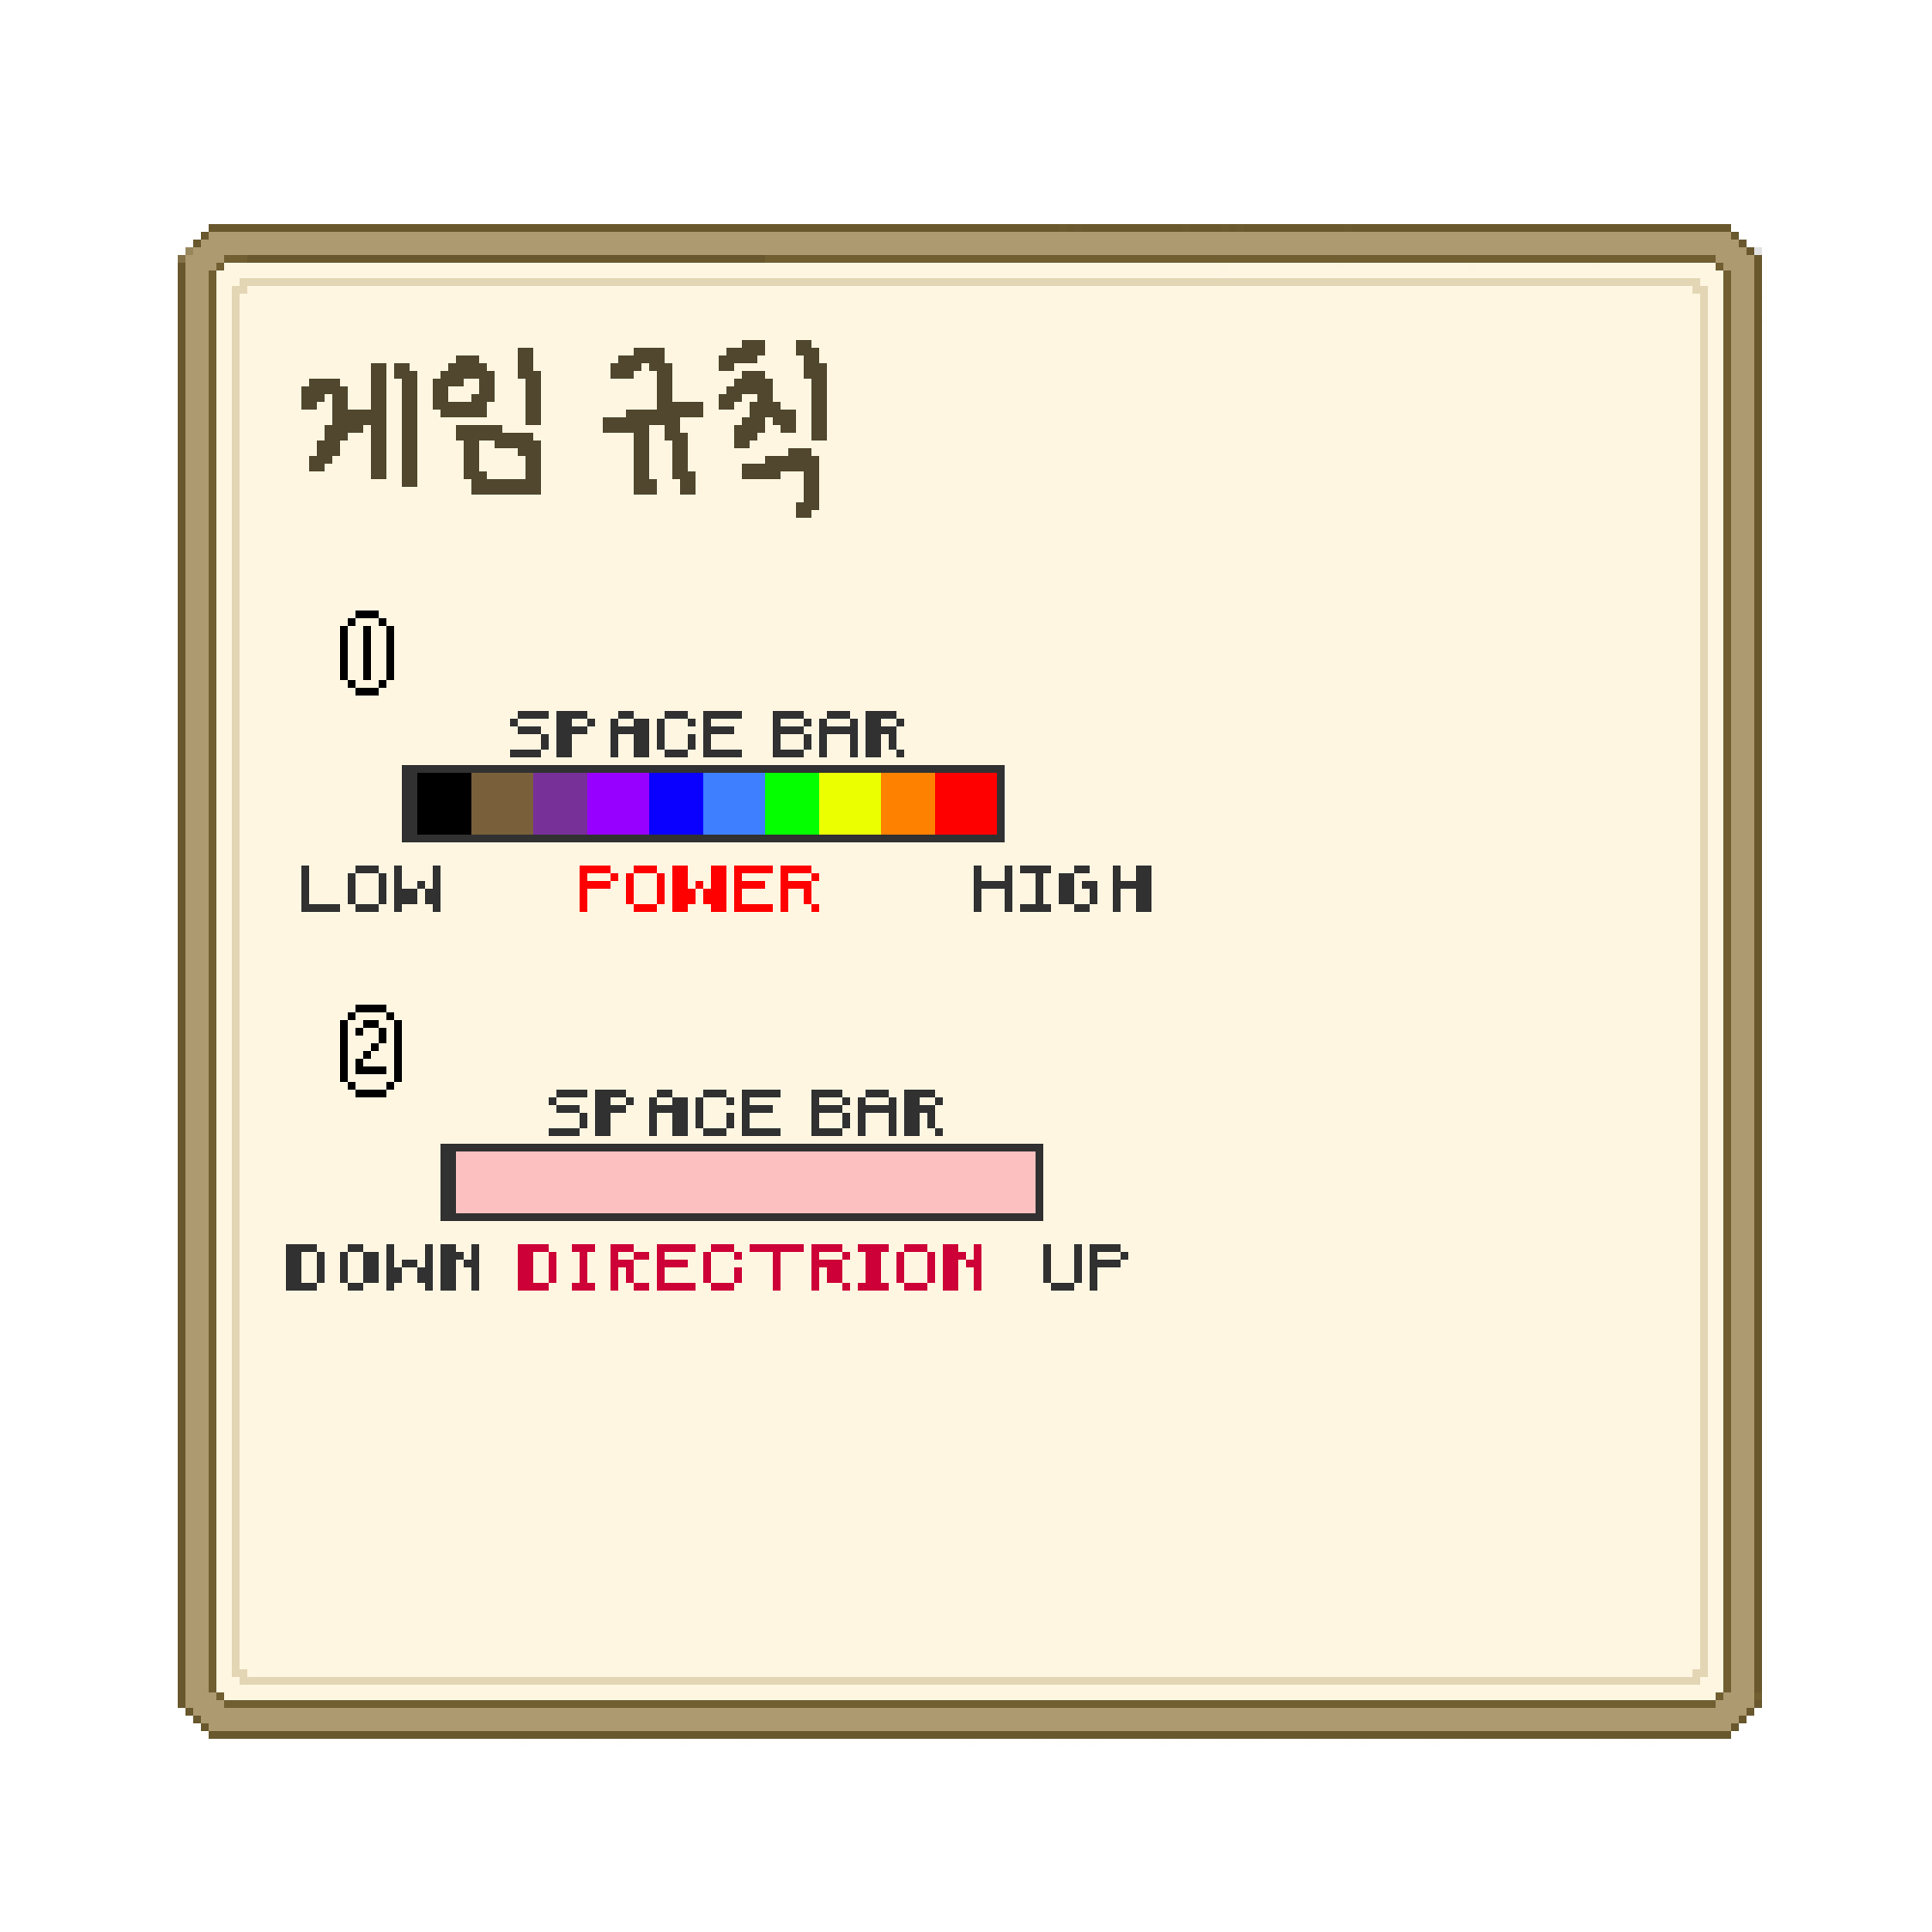 게임 규칙
①
SPACE BAR
LOW POWER HIGH
②
SPACE BAR
DOWN DIRECTRION UP